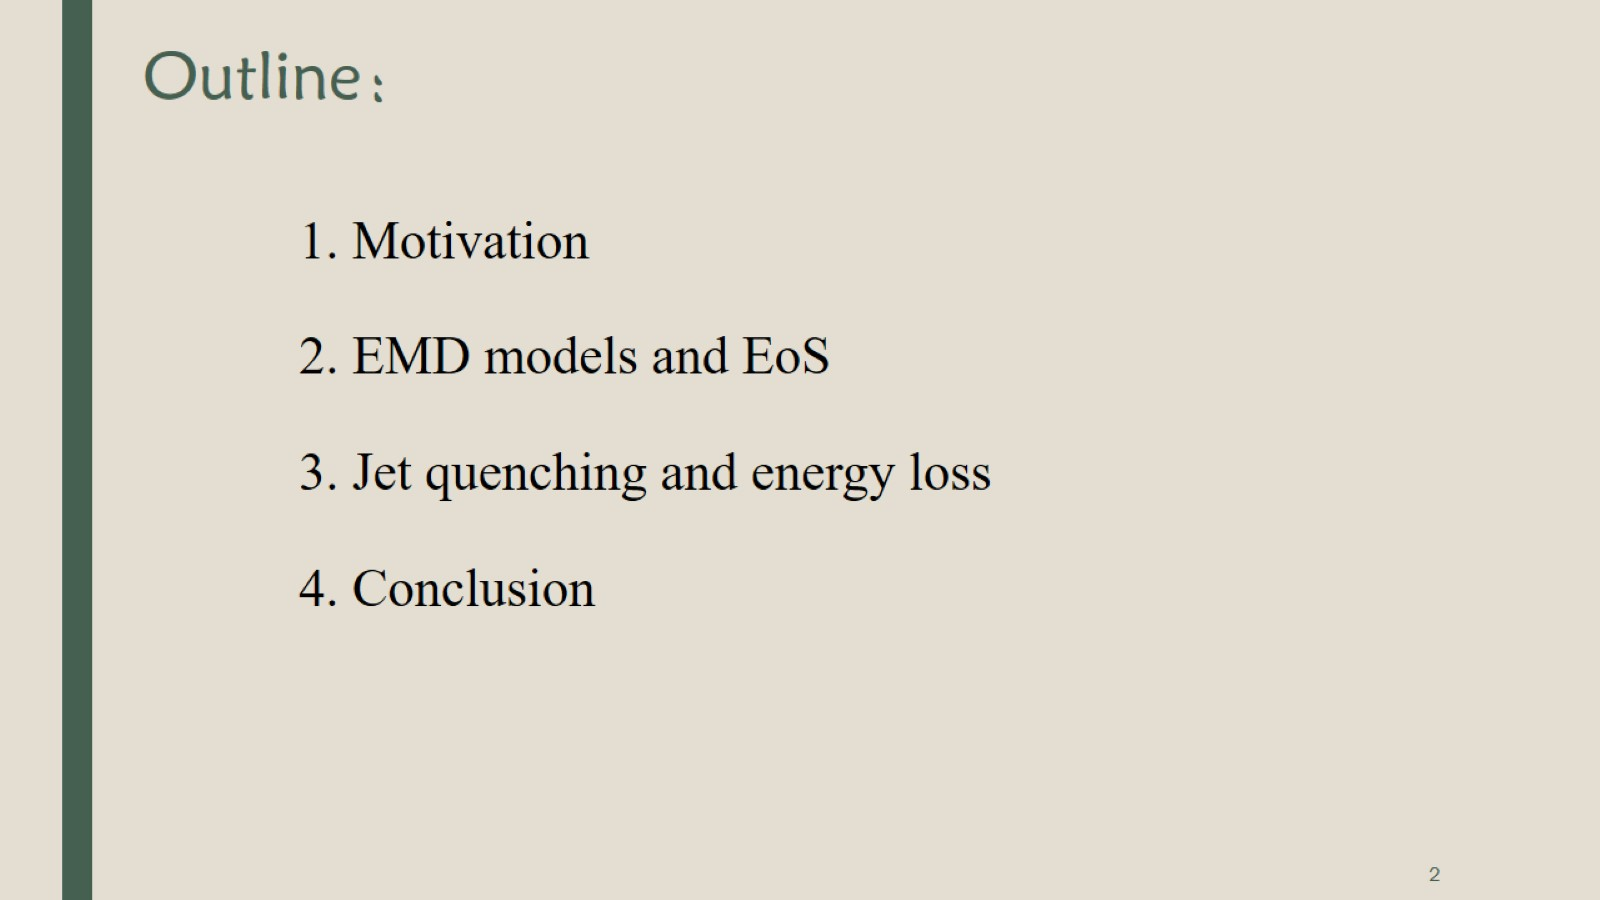 Outline:
1. Motivation
2. EMD models and EoS
3. Jet quenching and energy loss
4. Conclusion
2